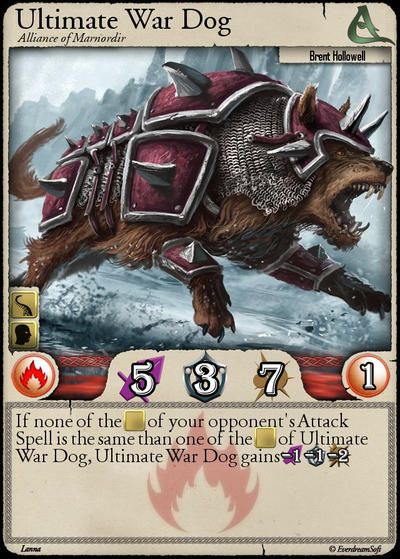 Ultimate War Dog
Alliance of Marnordir
Brent Hollowell
5 3 7 1
If none of the of your opponent's Attack
Spell is the same than one of the of Ultimate
War Dog, Ultimate War Dog gains -1 -1 -2
Lanna © EverdreamSoft